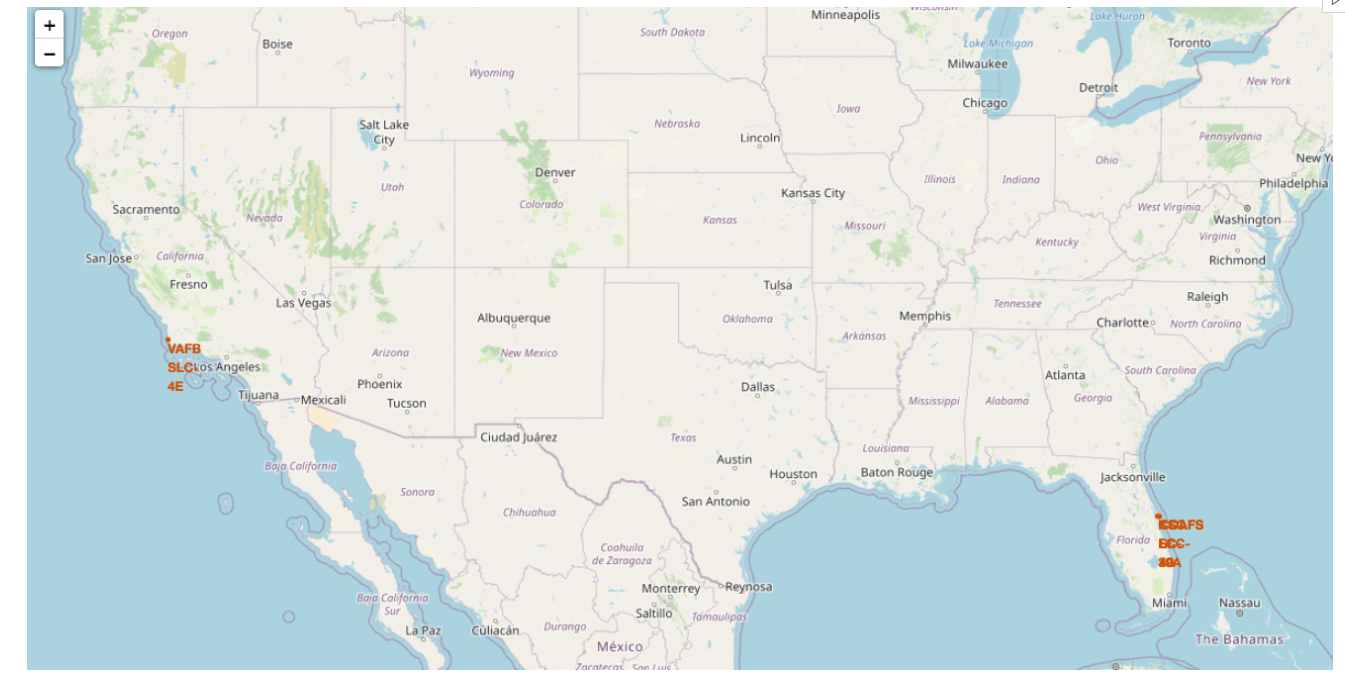 +
−
Oregon
Boise
South Dakota
Minneapolis
Wisconsin
Lake Huron
Toronto
Wyoming
Lake Michigan
Milwaukee
Detroit
New York
Chicago
Iowa
Salt Lake
City
Nebraska
Lincoln
Pennsylvania
Ohio
New Y
Utah
Denver
Colorado
Kansas City
Illinois
Indiana
Philadelphia
Sacramento
Nevada
Kansas
Missouri
West Virginia
Washington
San Jose
California
Kentucky
Virginia
Richmond
Fresno
Las Vegas
Tulsa
Raleigh
Albuquerque
Oklahoma
Memphis
Tennessee
Charlotte
North Carolina
Arkansas
VAFB
SLC-
4E
Los Angeles
Arizona
New Mexico
Atlanta
South Carolina
Phoenix
Tucson
Dallas
Tijuana
Mexicali
Mississippi
Alabama
Georgia
Ciudad Juárez
Texas
Louisiana
Baja California
Austin
Houston
Baton Rouge
Jacksonville
Sonora
San Antonio
Chihuahua
Florida
Coahuila
de Zaragoza
Monterrey
Reynosa
Miami
Nassau
Baja California
Sur
Saltillo
Tamaulipas
La Paz
Culiacán
Durango
México
The Bahamas
Zacatecas
San Luis